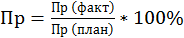 Пр = Пр (факт) / Пр (план) * 100%